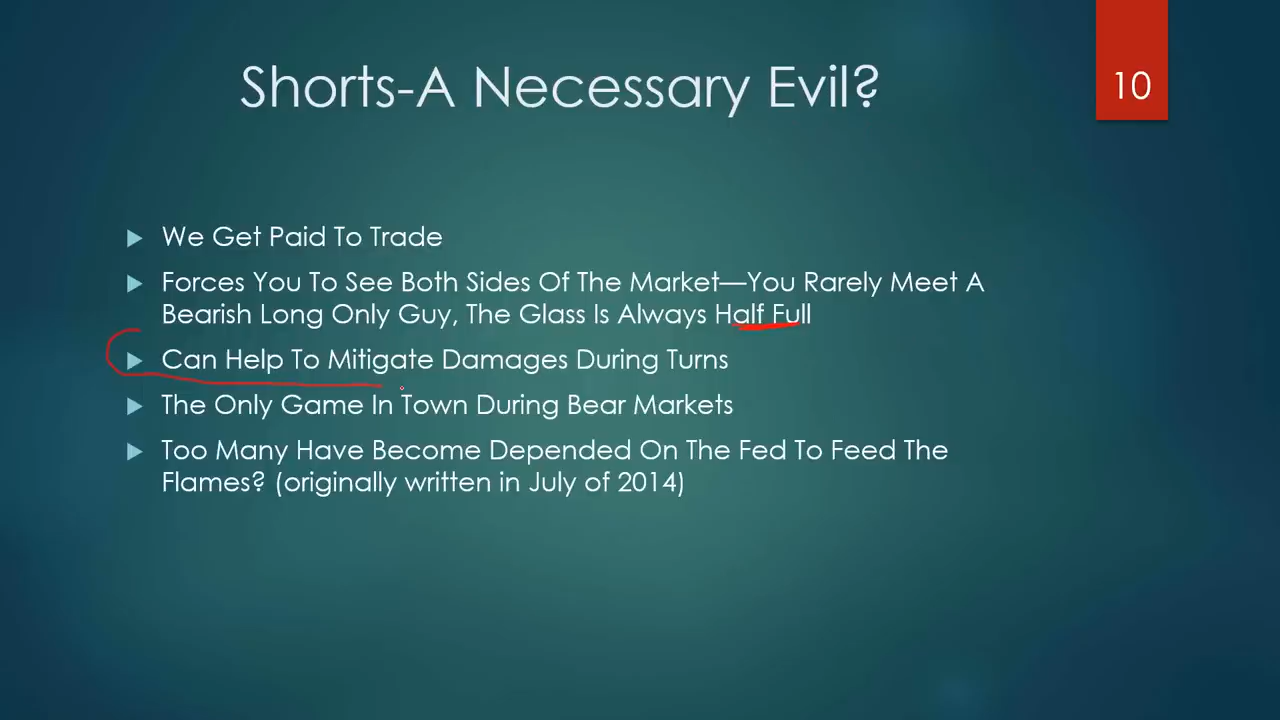 Shorts-A Necessary Evil?
10
We Get Paid To Trade
Forces You To See Both Sides Of The Market—You Rarely Meet A
Bearish Long Only Guy, The Glass Is Always Half Full
Can Help To Mitigate Damages During Turns
The Only Game In Town During Bear Markets
Too Many Have Become Depended On The Fed To Feed The
Flames? (originally written in July of 2014)